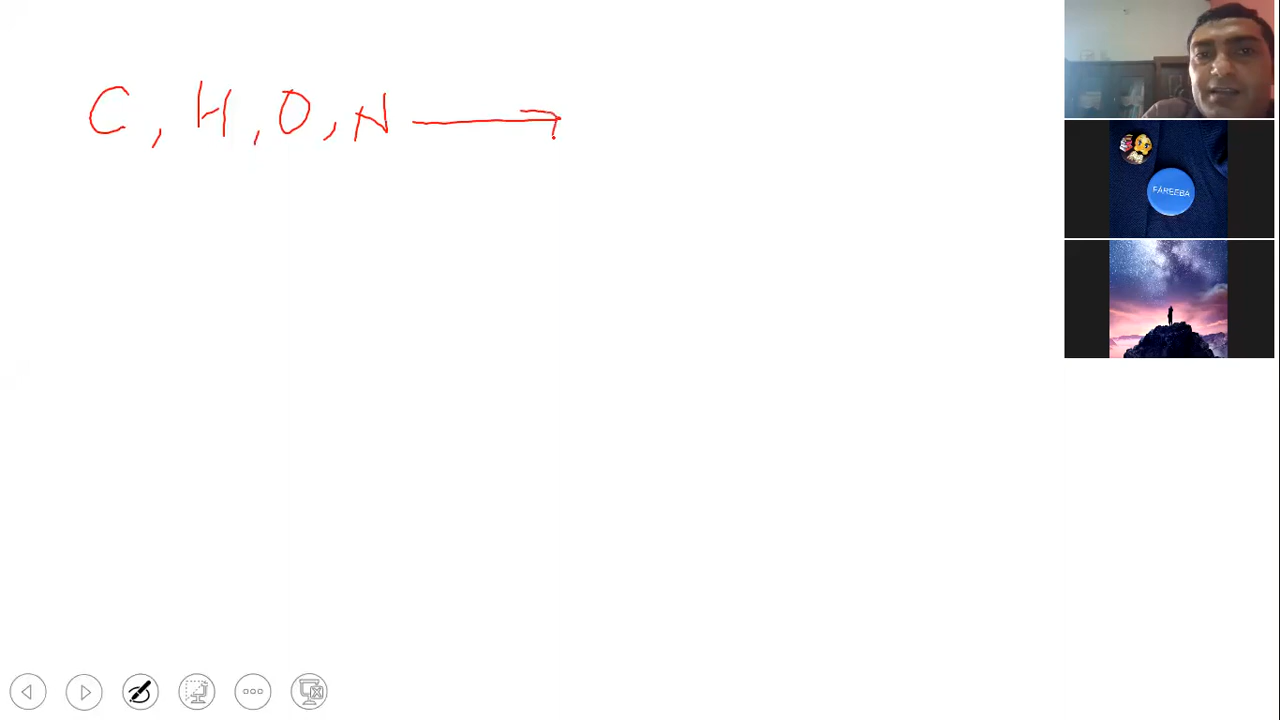 C, H, O, N →
FAREEBA